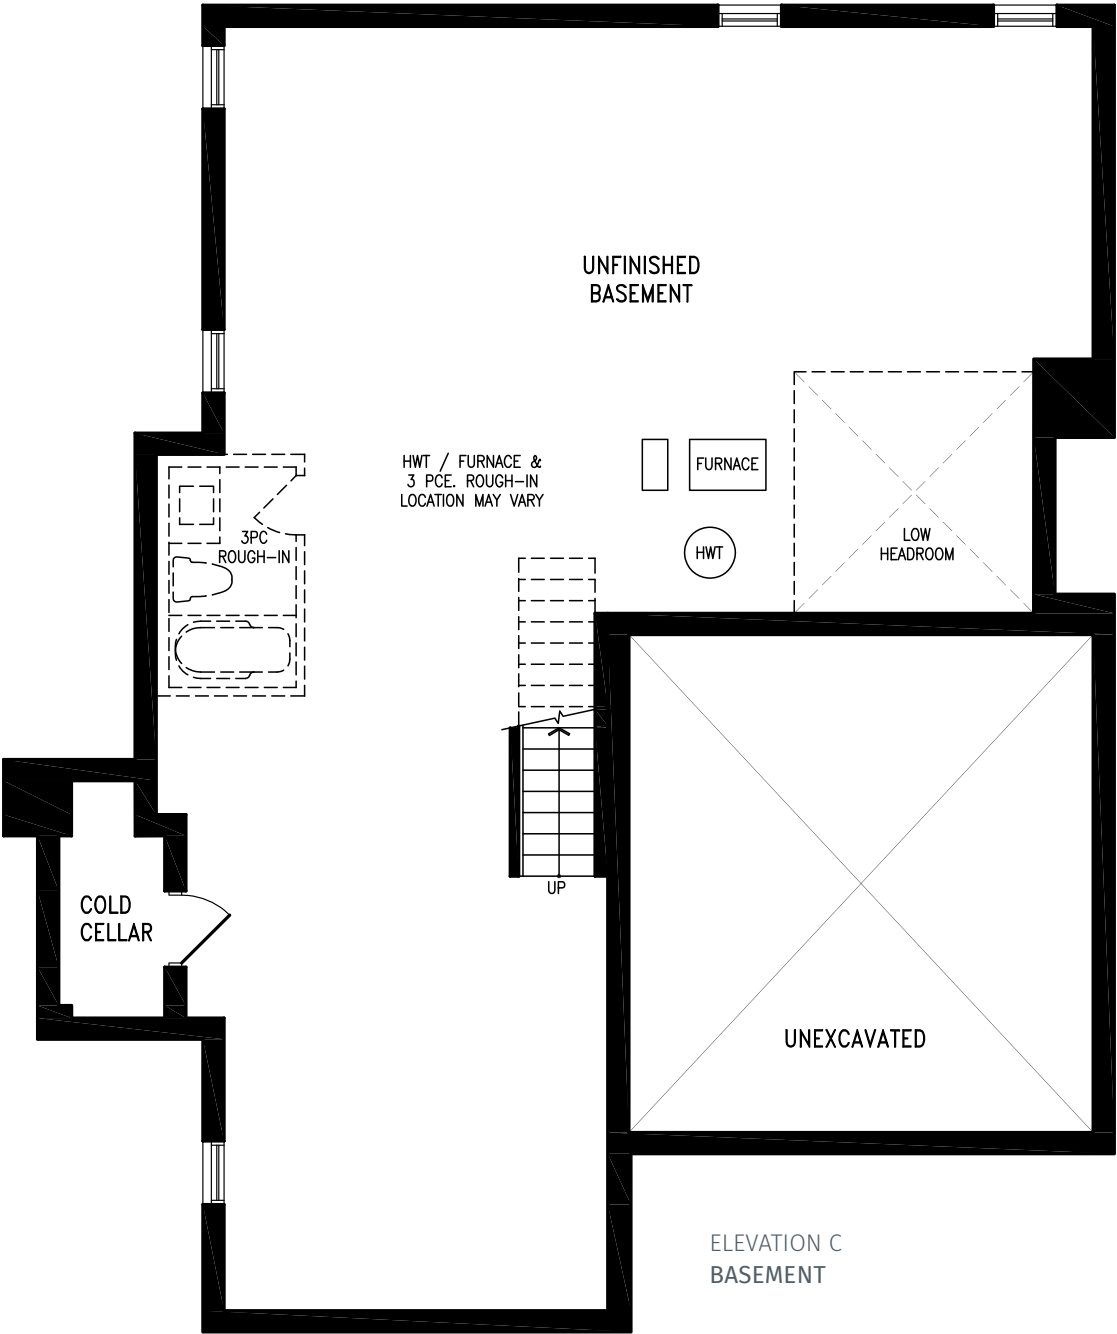 UNFINISHED
BASEMENT
HWT / FURNACE &
3 PCE. ROUGH-IN
LOCATION MAY VARY
FURNACE
HWT
LOW
HEADROOM
3PC
ROUGH-IN
UP
COLD
CELLAR
UNEXCAVATED
ELEVATION C
BASEMENT